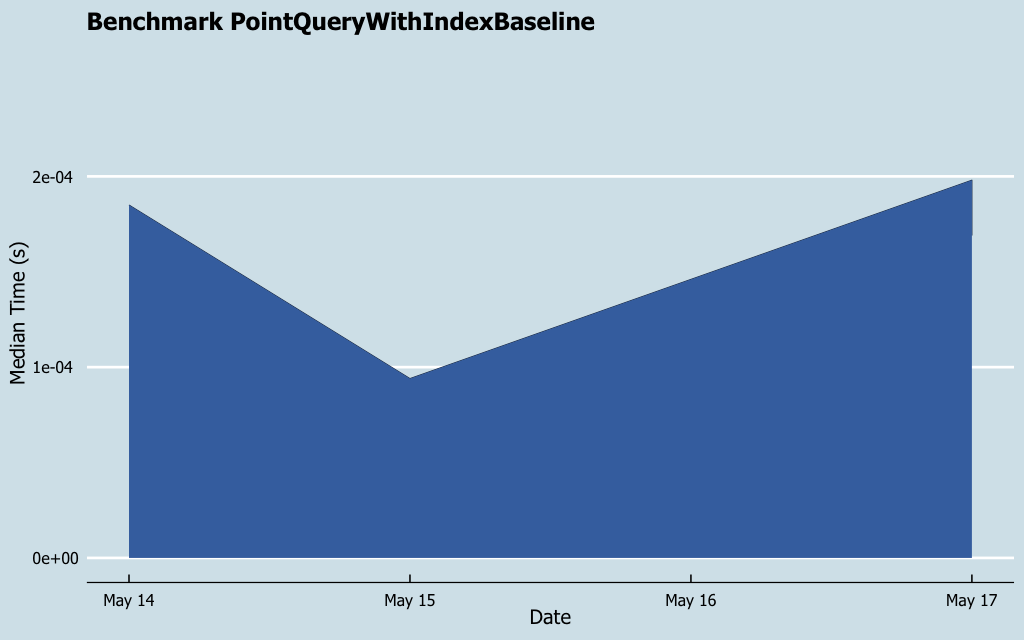 Benchmark PointQueryWithIndexBaseline
2e-04
1e-04
0e+00
Median Time (s)
May 14
May 15
May 16
May 17
Date